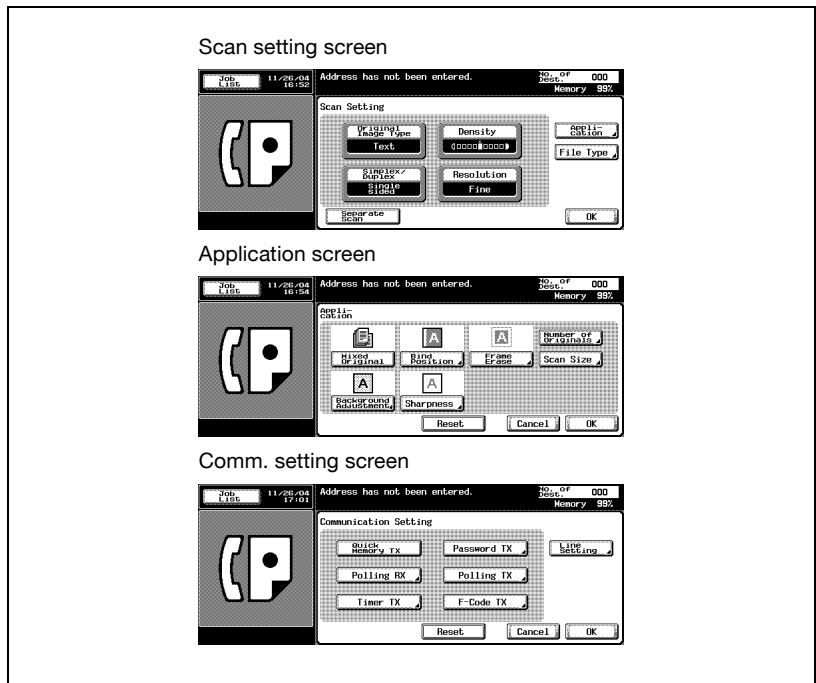 Scan setting screen
Job List 11/26/04 16:52 Address has not been entered. No. of Dest. 000
Memory 99%
Scan Setting
Original Image Type Density Appli-cation
Text File Type
Simplex/Duplex Resolution
Single sided Fine
Separate Scan OK
Application screen
Job List 11/26/04 16:54 Address has not been entered. No. of Dest. 000
Memory 99%
Appli-cation
Number of Originals
Mixed Original Bind Position Frame Erase Scan Size
Background Adjustment Sharpness
Reset Cancel OK
Comm. setting screen
Job List 11/26/04 17:01 Address has not been entered. No. of Dest. 000
Memory 99%
Communication Setting
Quick Memory TX Password TX Line Setting
Polling RX Polling TX
Timer TX F-Code TX
Reset Cancel OK